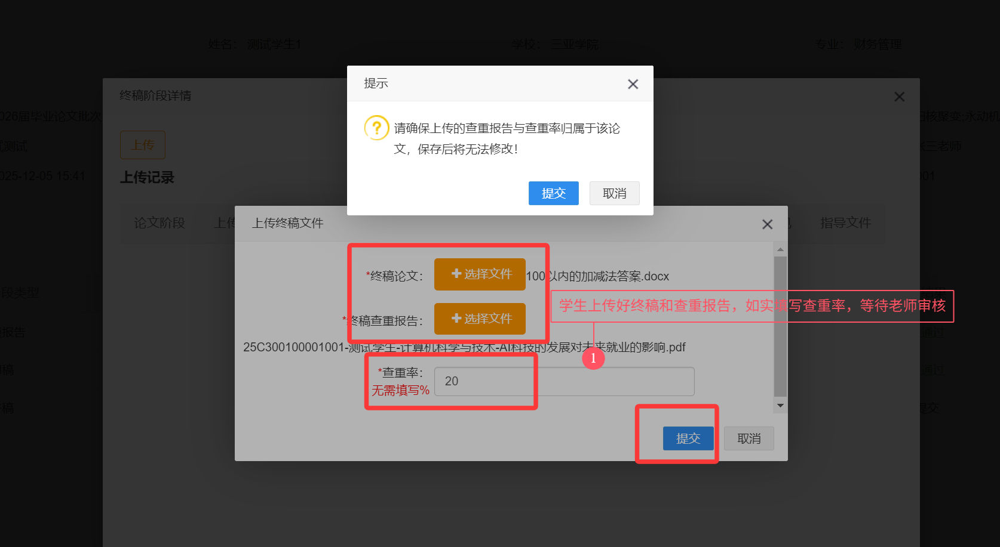 姓名： 测试学生1
学校： 三亚学院
专业： 财务管理
提示
终稿阶段详情
026届毕业论文批次
核聚变;永动机
请确保上传的查重报告与查重率归属于该论
文，保存后将无法修改！
上传
测试
张三老师
025-12-05 15:41
上传记录
001
提交
取消
论文阶段
上传
上传终稿文件
指导文件
*终稿论文：
选择文件
100以内的加减法答案.docx
段类型
学生上传好终稿和查重报告，如实填写查重率，等待老师审核
*终稿查重报告：
选择文件
报告
通过
25C300100001001-测试学生-计算机科学与技术-AI科技的发展对未来就业的影响.pdf
1
*查重率：
无需填写%
20
稿
通过
稿
提交
提交
取消